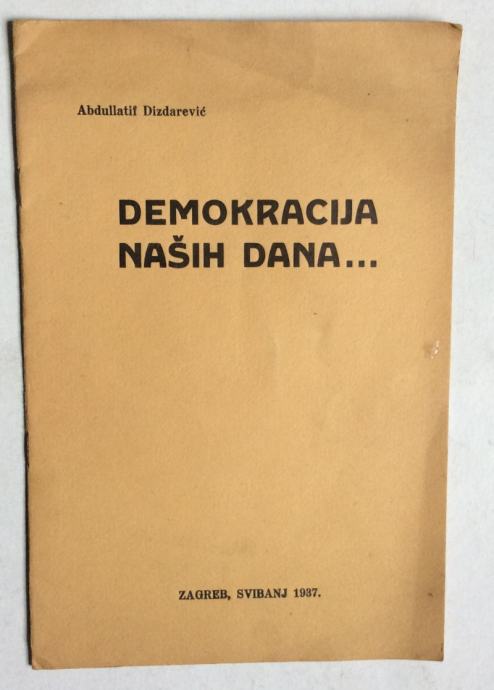 Abdullatif Dizdarević
DEMOKRACIJA
NAŠIH DANA...
ZAGREB, SVIBANJ 1937.